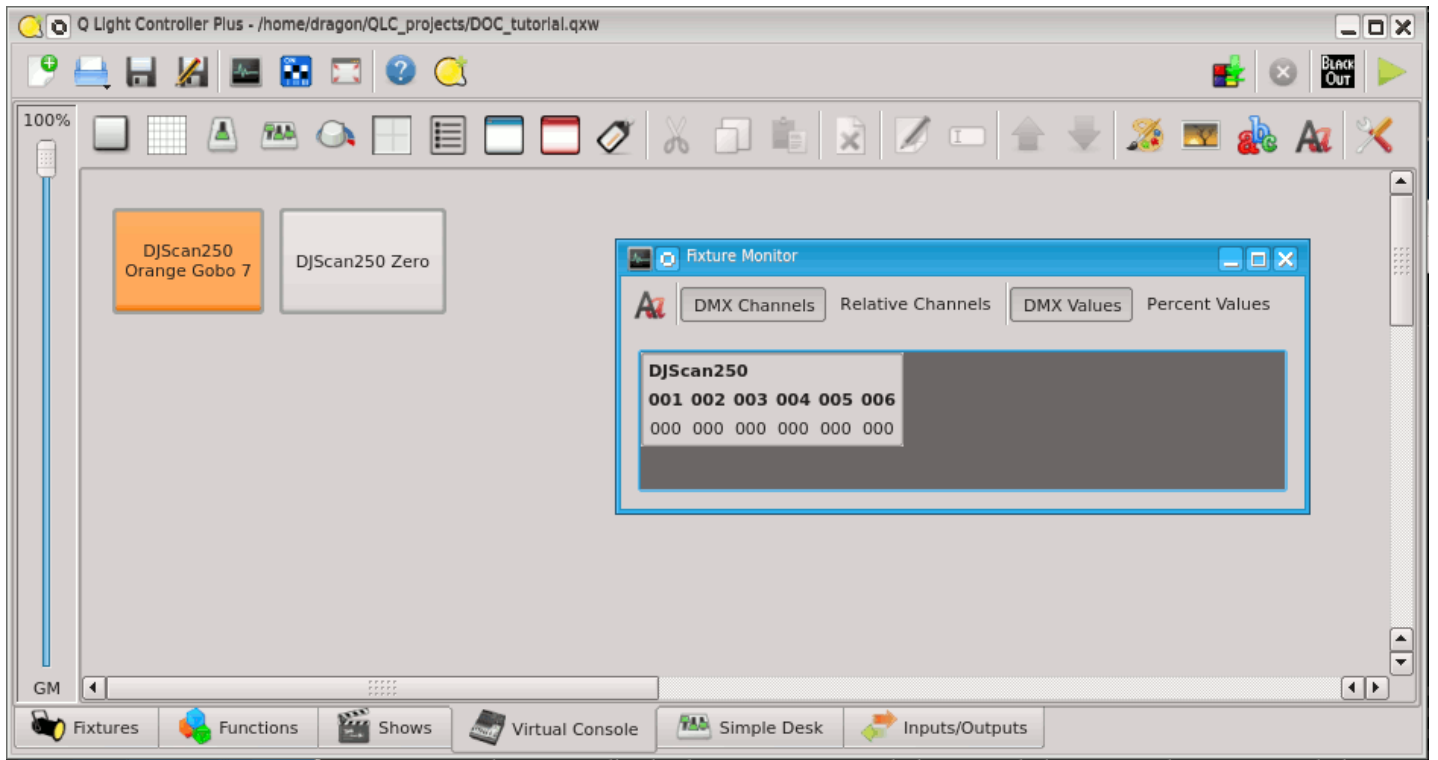 Q Light Controller Plus - /home/dragon/QLC_projects/DOC_tutorial.qxw
BLACK
OUT
100%
DJScan250
Orange Gobo 7
DJScan250 Zero
Fixture Monitor
DMX Channels Relative Channels DMX Values Percent Values
DJScan250
001 002 003 004 005 006
000 000 000 000 000 000
GM
Fixtures Functions Shows Virtual Console Simple Desk Inputs/Outputs